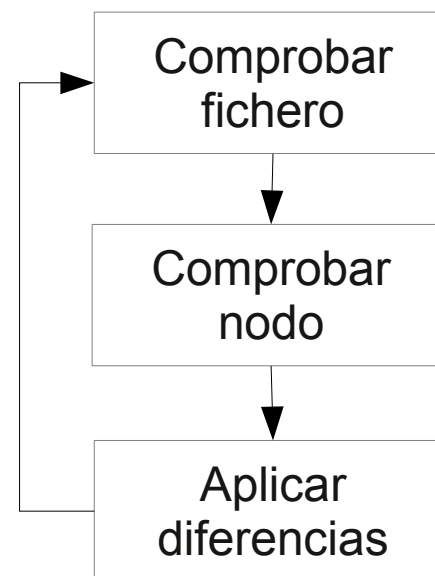 Comprobar
fichero
Comprobar
nodo
Aplicar
diferencias